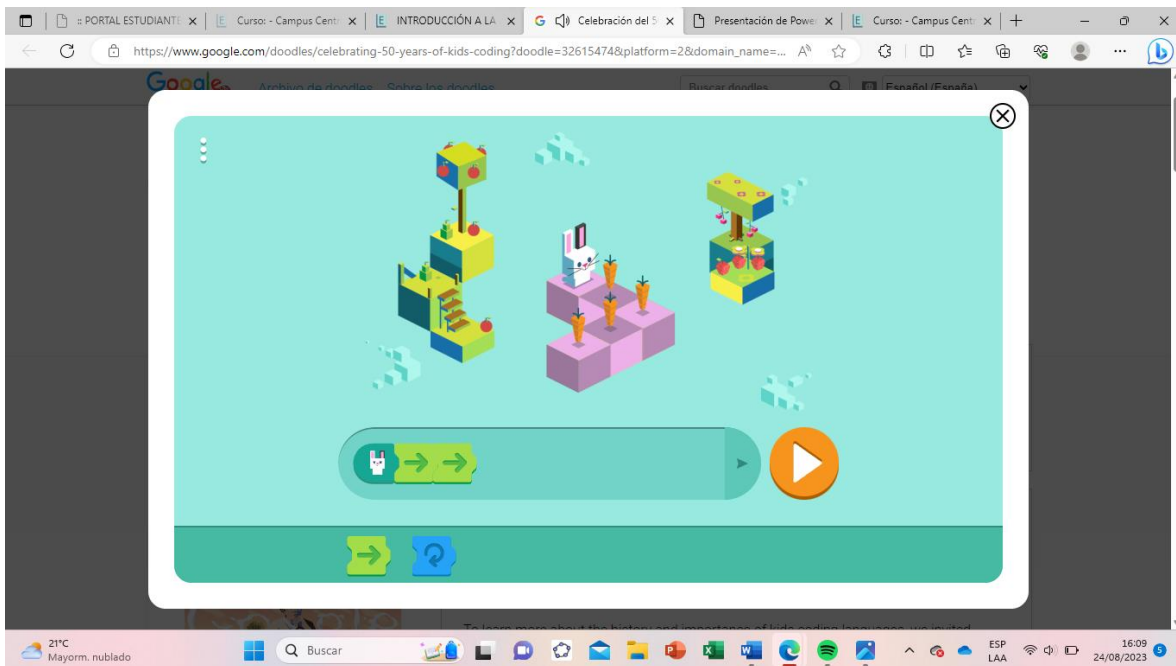 :: PORTAL ESTUDIANTE
Curso: - Campus Centr
INTRODUCCIÓN A LA
Celebración del 5
Presentación de Power
Curso: - Campus Centr
https://www.google.com/doodles/celebrating-50-years-of-kids-coding?doodle=32615474&platform=2&domain_name=...
Google
Archivo de doodles Sobre los doodles
Buscar doodles
Español (España)
To learn more about the history and importance of kids coding languages, we invited
21°C
Mayorm. nublado
Buscar
ESP
LAA
16:09
24/08/2023
5